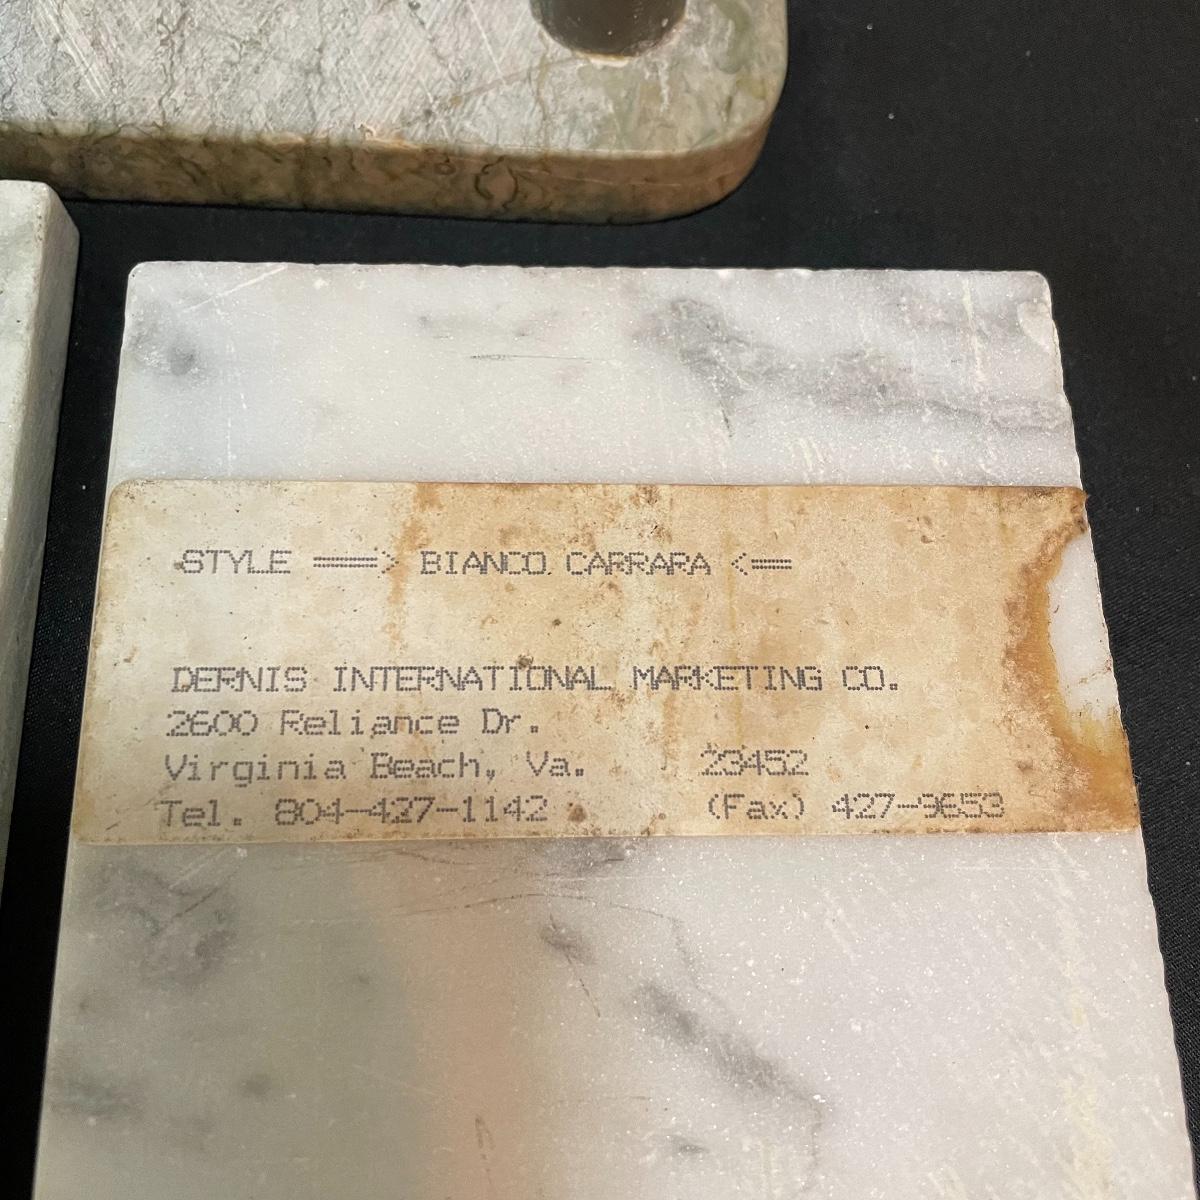 STYLE ====> BIANCO CARRARA <==
DERNIS INTERNATIONAL MARKETING CO.
2600 Reliance Dr.
Virginia Beach, Va. 23452
Tel. 804-427-1142 (Fax) 427-9653